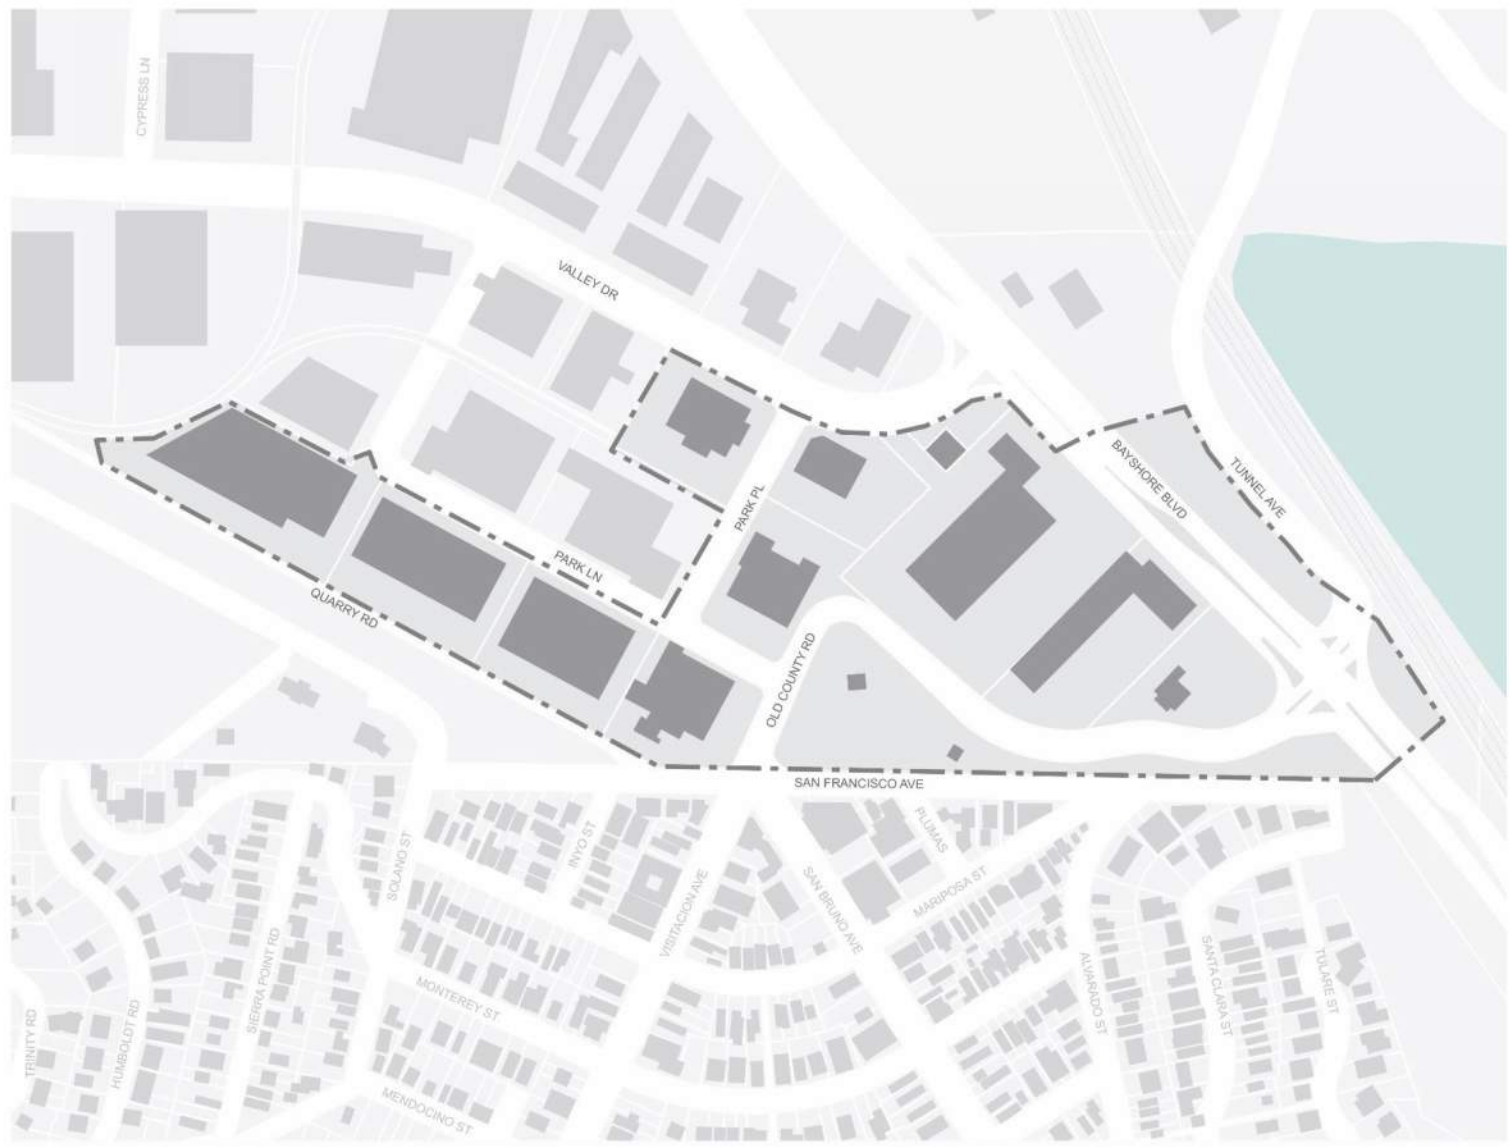 CYPRESS LN
VALLEY DR
BAYSHORE BLVD
TUNNEL AVE
PARK PL
PARK LN
QUARRY RD
OLD COUNTY RD
SAN FRANCISCO AVE
PLUMAS
INYO ST
SOLANO ST
VISITACION AVE
SAN BRUNO AVE
MARIPOSA ST
SIERRA POINT RD
MONTEREY ST
ALVARADO ST
SANTA CLARA ST
TULARE ST
TRINITY RD
HUMBOLDT RD
MENDOCINO ST